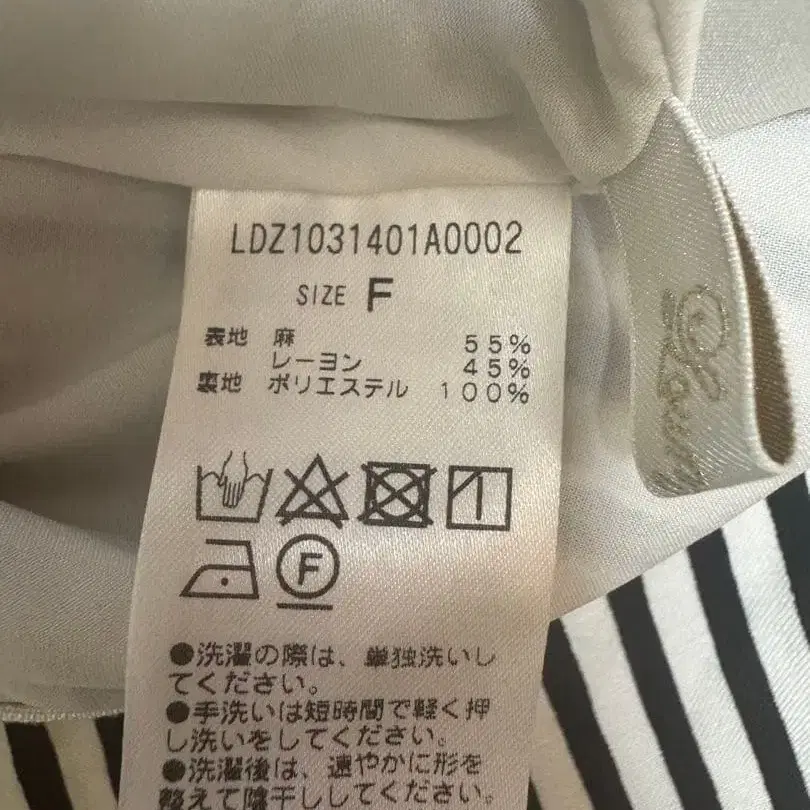 LDZ1031401A0002
SIZE F
表地 麻 55%
レーヨン 45%
裏地 ポリエステル 100%
F
●洗濯の際は、単独洗いし
てください。
●手洗いは短時間で軽く押
し洗いをしてください。
●洗濯後は、速やかに形を
整えて陰干ししてください。